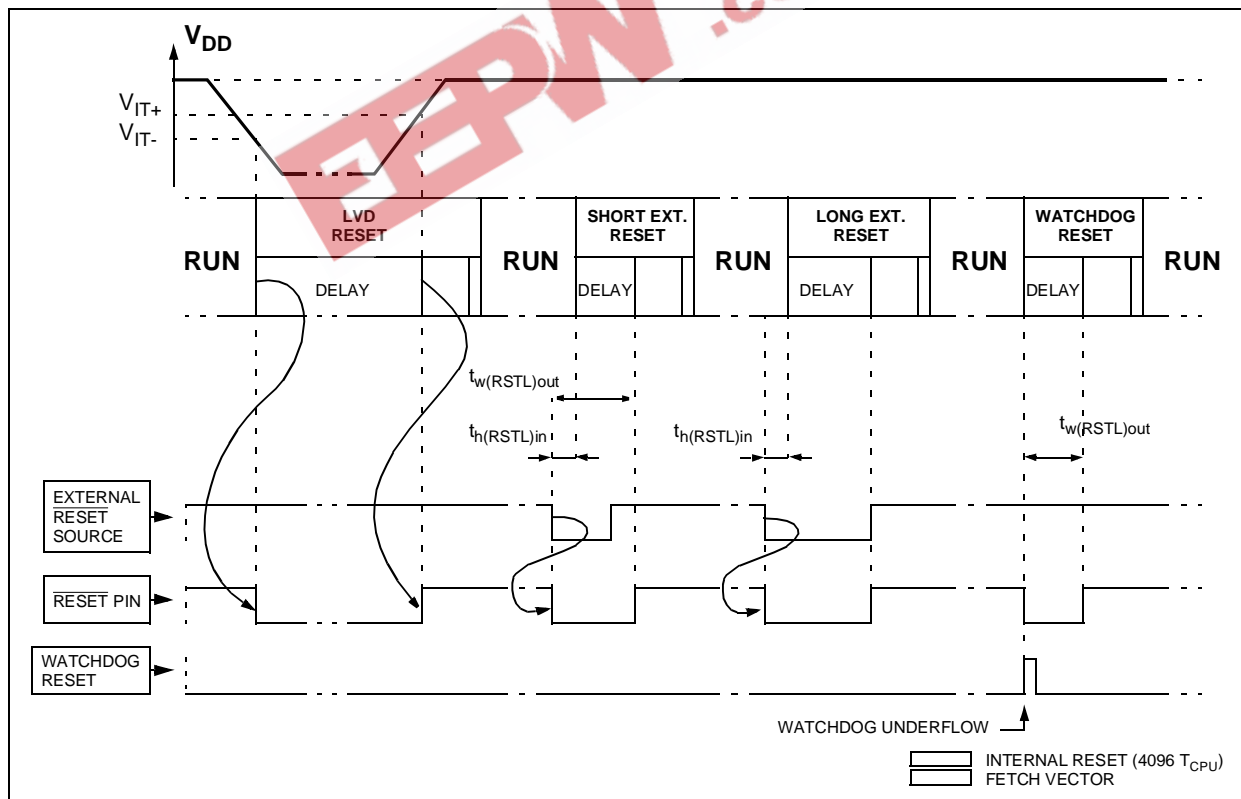 EEPW.c
VDD
VIT+
VIT-
LVD
RESET
SHORT EXT.
RESET
LONG EXT.
RESET
WATCHDOG
RESET
RUN
RUN
RUN
RUN
RUN
DELAY
DELAY
DELAY
DELAY
tw(RSTL)out
th(RSTL)in
th(RSTL)in
tw(RSTL)out
EXTERNAL
RESET
SOURCE
RESET PIN
WATCHDOG
RESET
WATCHDOG UNDERFLOW
INTERNAL RESET (4096 TCPU)
FETCH VECTOR